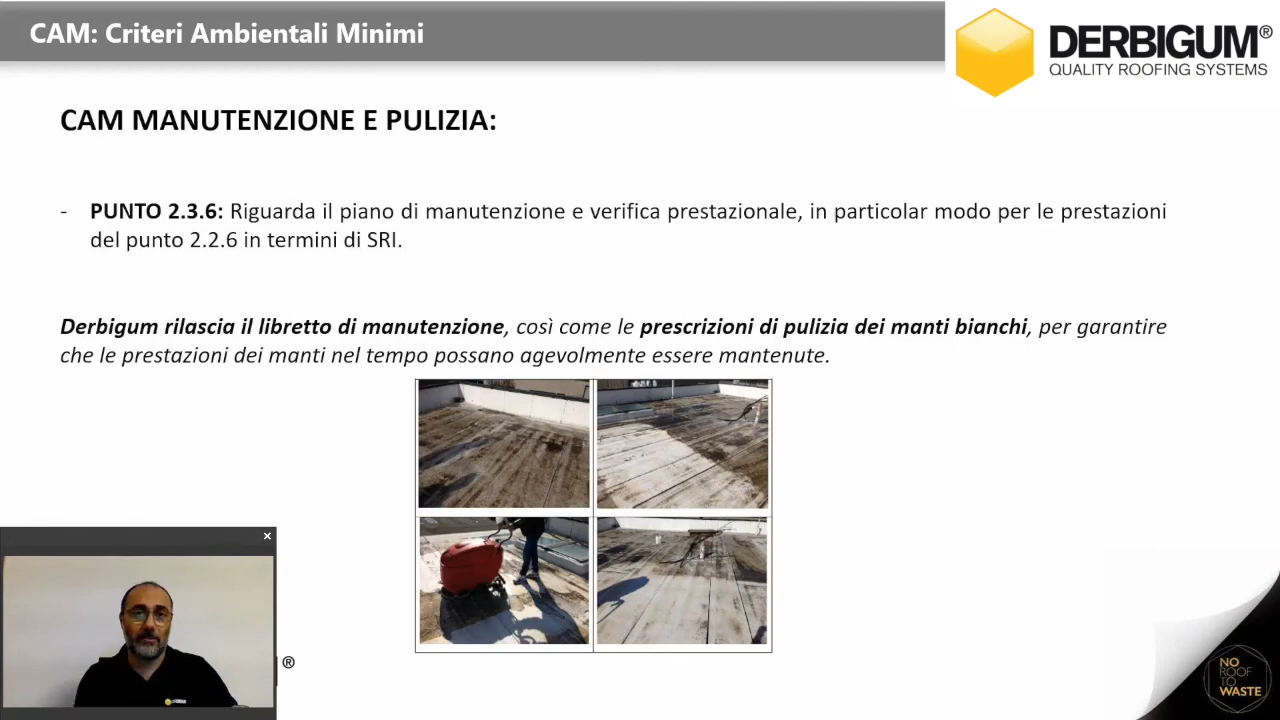 CAM: Criteri Ambientali Minimi
DERBIGUM®
QUALITY ROOFING SYSTEMS
CAM MANUTENZIONE E PULIZIA:
- PUNTO 2.3.6: Riguarda il piano di manutenzione e verifica prestazionale, in particolar modo per le prestazioni
del punto 2.2.6 in termini di SRI.
Derbigum rilascia il libretto di manutenzione, così come le prescrizioni di pulizia dei manti bianchi, per garantire
che le prestazioni dei manti nel tempo possano agevolmente essere mantenute.
®
NO
ROOF
TO
WASTE